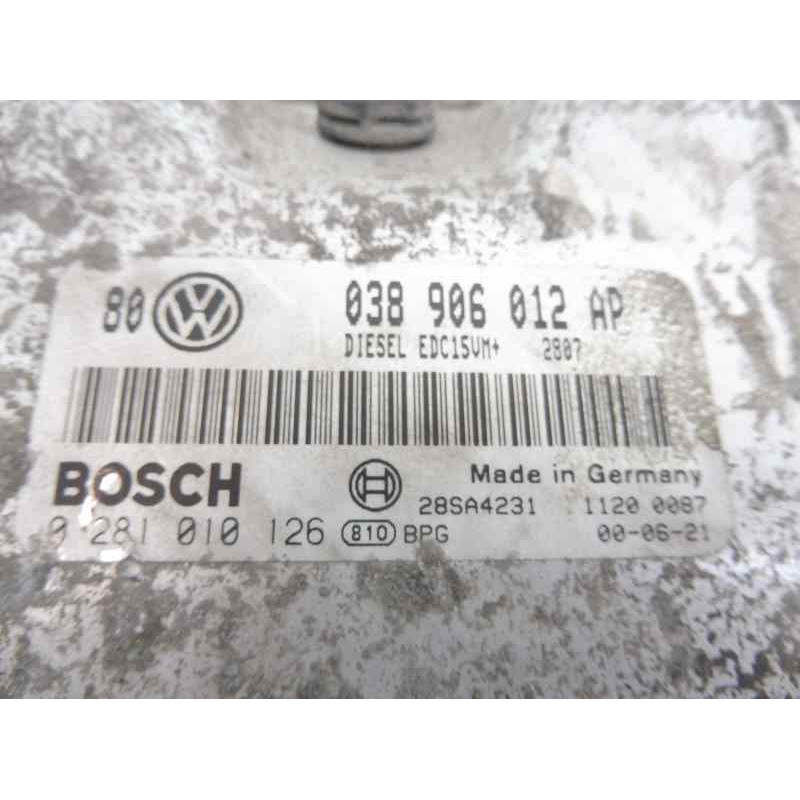 80 VW 038 906 012 AP
DIESEL EDC15VM+ 2807
BOSCH Made in Germany
28SA4231 1120 0087
0 281 010 126 810 BPG 00-06-21